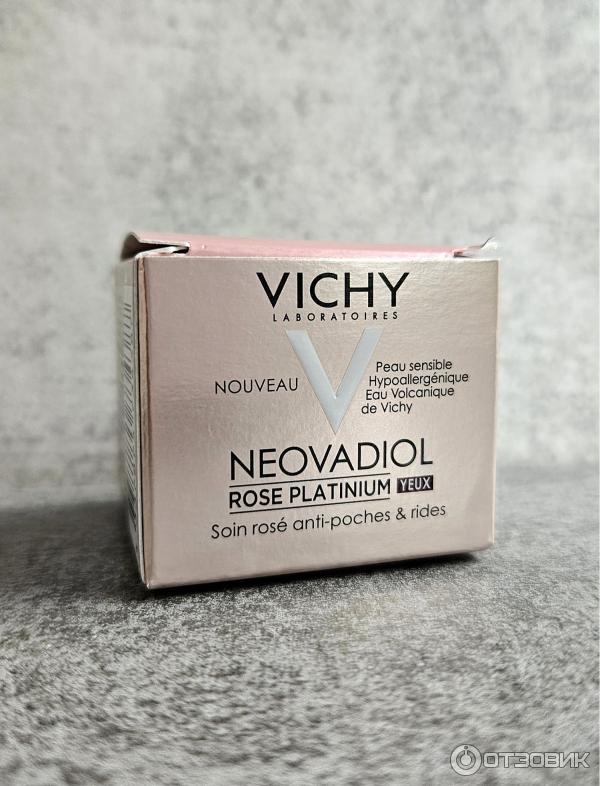 VICHY
LABORATOIRES
NOUVEAU
Peau sensible
Hypoallergénique
Eau Volcanique
de Vichy
NEOVADIOL
ROSE PLATINIUM YEUX
Soin rosé anti-poches & rides
ОТЗОВИК